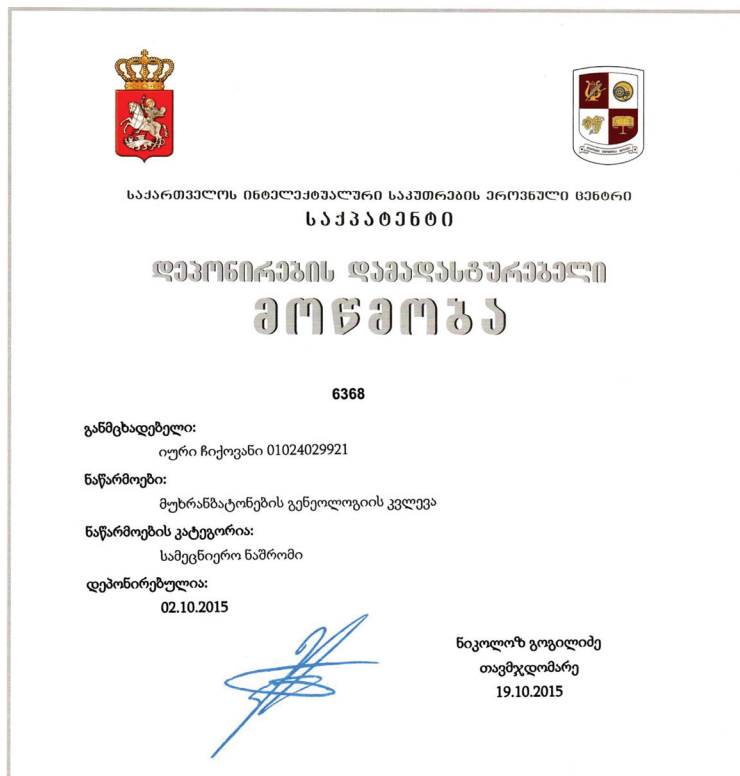 საქართველოს ინტელექტუალური საკუთრების ეროვნული ცენტრი
საქპატენტი
დეპონირების დამადასტურებელი
მოწმობა
6368
განმცხადებელი:
იური ჩიქოვანი 01024029921
ნაწარმოები:
მუხრანბატონების გენეოლოგიის კვლევა
ნაწარმოების კატეგორია:
სამეცნიერო ნაშრომი
დეპონირებულია:
02.10.2015
ნიკოლოზ გოგილიძე
თავმჯდომარე
19.10.2015